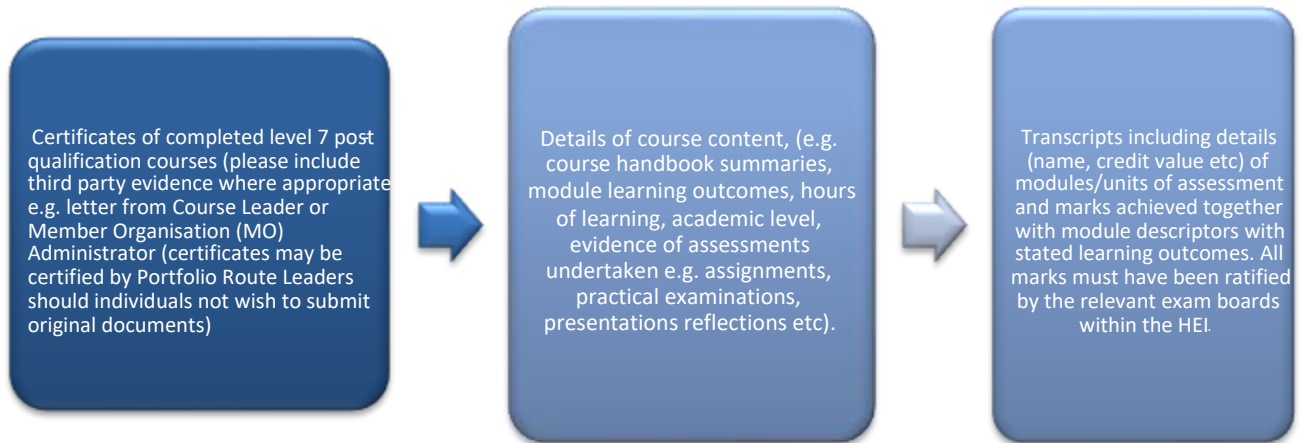 Certificates of completed level 7 post
qualification courses (please include
third party evidence where appropriate
e.g. letter from Course Leader or
Member Organisation (MO)
Administrator (certificates may be
certified by Portfolio Route Leaders
should individuals not wish to submit
original documents)
Details of course content, (e.g.
course handbook summaries,
module learning outcomes, hours
of learning, academic level,
evidence of assessments
undertaken e.g. assignments,
practical examinations,
presentations reflections etc).
Transcripts including details
(name, credit value etc) of
modules/units of assessment
and marks achieved together
with module descriptors with
stated learning outcomes. All
marks must have been ratified
by the relevant exam boards
within the HEI.